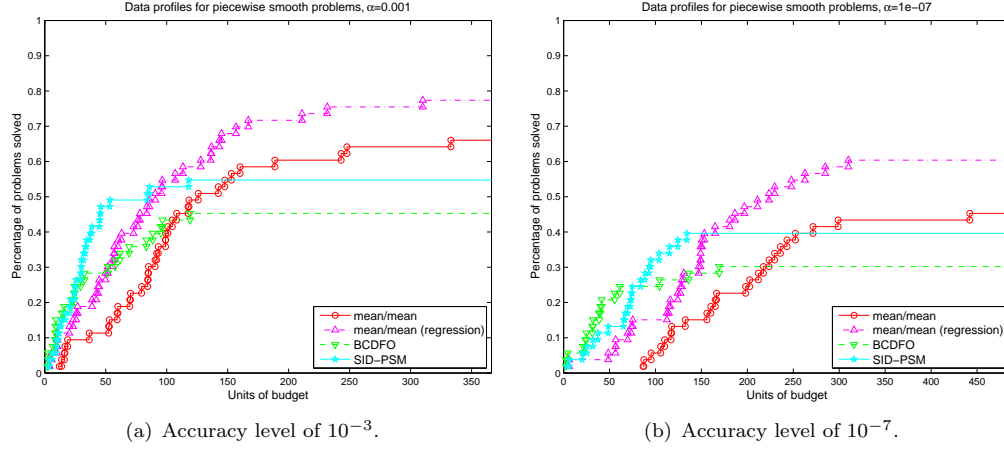 Data profiles for piecewise smooth problems, α=0.001
1
0.9
0.8
0.7
0.6
0.5
0.4
0.3
0.2
0.1
0
Percentage of problems solved
0 50 100 150 200 250 300 350
Units of budget
mean/mean
mean/mean (regression)
BCDFO
SID−PSM
(a) Accuracy level of 10−3.
Data profiles for piecewise smooth problems, α=1e−07
1
0.9
0.8
0.7
0.6
0.5
0.4
0.3
0.2
0.1
0
Percentage of problems solved
0 50 100 150 200 250 300 350 400 450
Units of budget
mean/mean
mean/mean (regression)
BCDFO
SID−PSM
(b) Accuracy level of 10−7.